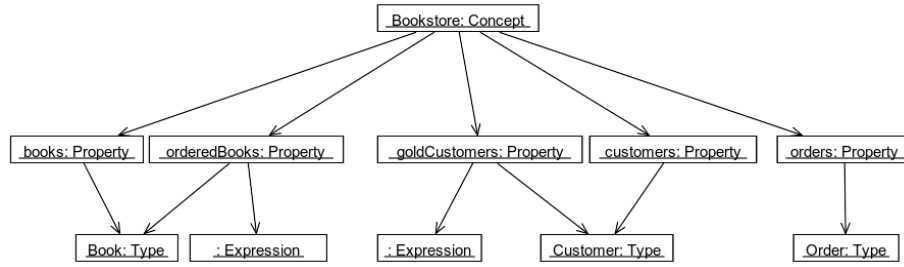 Bookstore: Concept
books: Property
orderedBooks: Property
goldCustomers: Property
customers: Property
orders: Property
Book: Type
: Expression
: Expression
Customer: Type
Order: Type